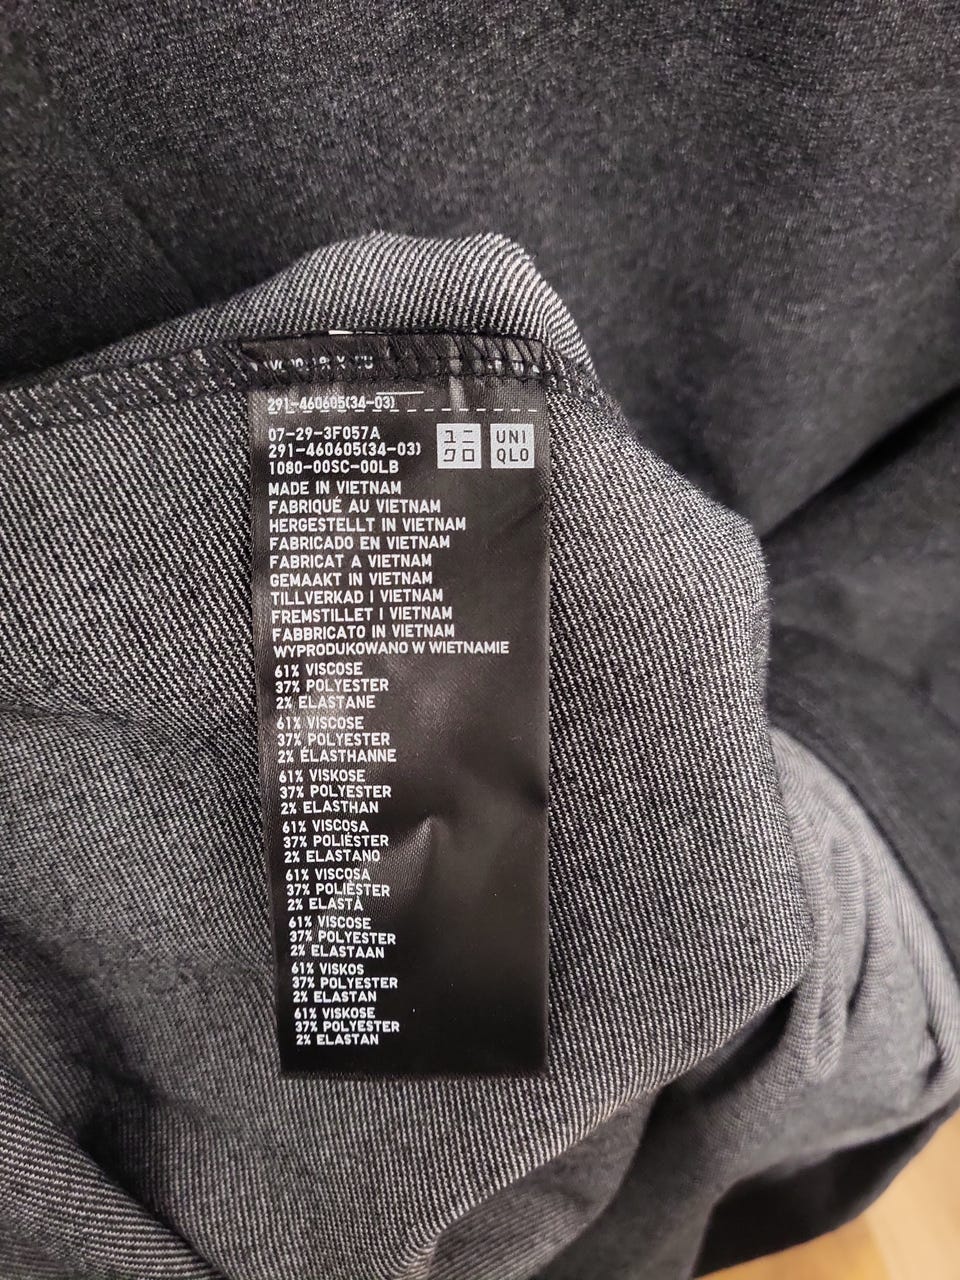 291-460605(34-03)
07-29-3F057A
291-460605(34-03)
1080-00SC-00LB
ユニ
クロ
UNI
QLO
MADE IN VIETNAM
FABRIQUÉ AU VIETNAM
HERGESTELLT IN VIETNAM
FABRICADO EN VIETNAM
FABRICAT A VIETNAM
GEMAAKT IN VIETNAM
TILLVERKAD I VIETNAM
FREMSTILLET I VIETNAM
FABBRICATO IN VIETNAM
WYPRODUKOWANO W WIETNAMIE
61% VISCOSE
37% POLYESTER
2% ELASTANE
61% VISCOSE
37% POLYESTER
2% ÉLASTHANNE
61% VISKOSE
37% POLYESTER
2% ELASTHAN
61% VISCOSA
37% POLIÉSTER
2% ELASTANO
61% VISCOSA
37% POLIÈSTER
2% ELASTÀ
61% VISCOSE
37% POLYESTER
2% ELASTAAN
61% VISKOS
37% POLYESTER
2% ELASTAN
61% VISKOSE
37% POLYESTER
2% ELASTAN